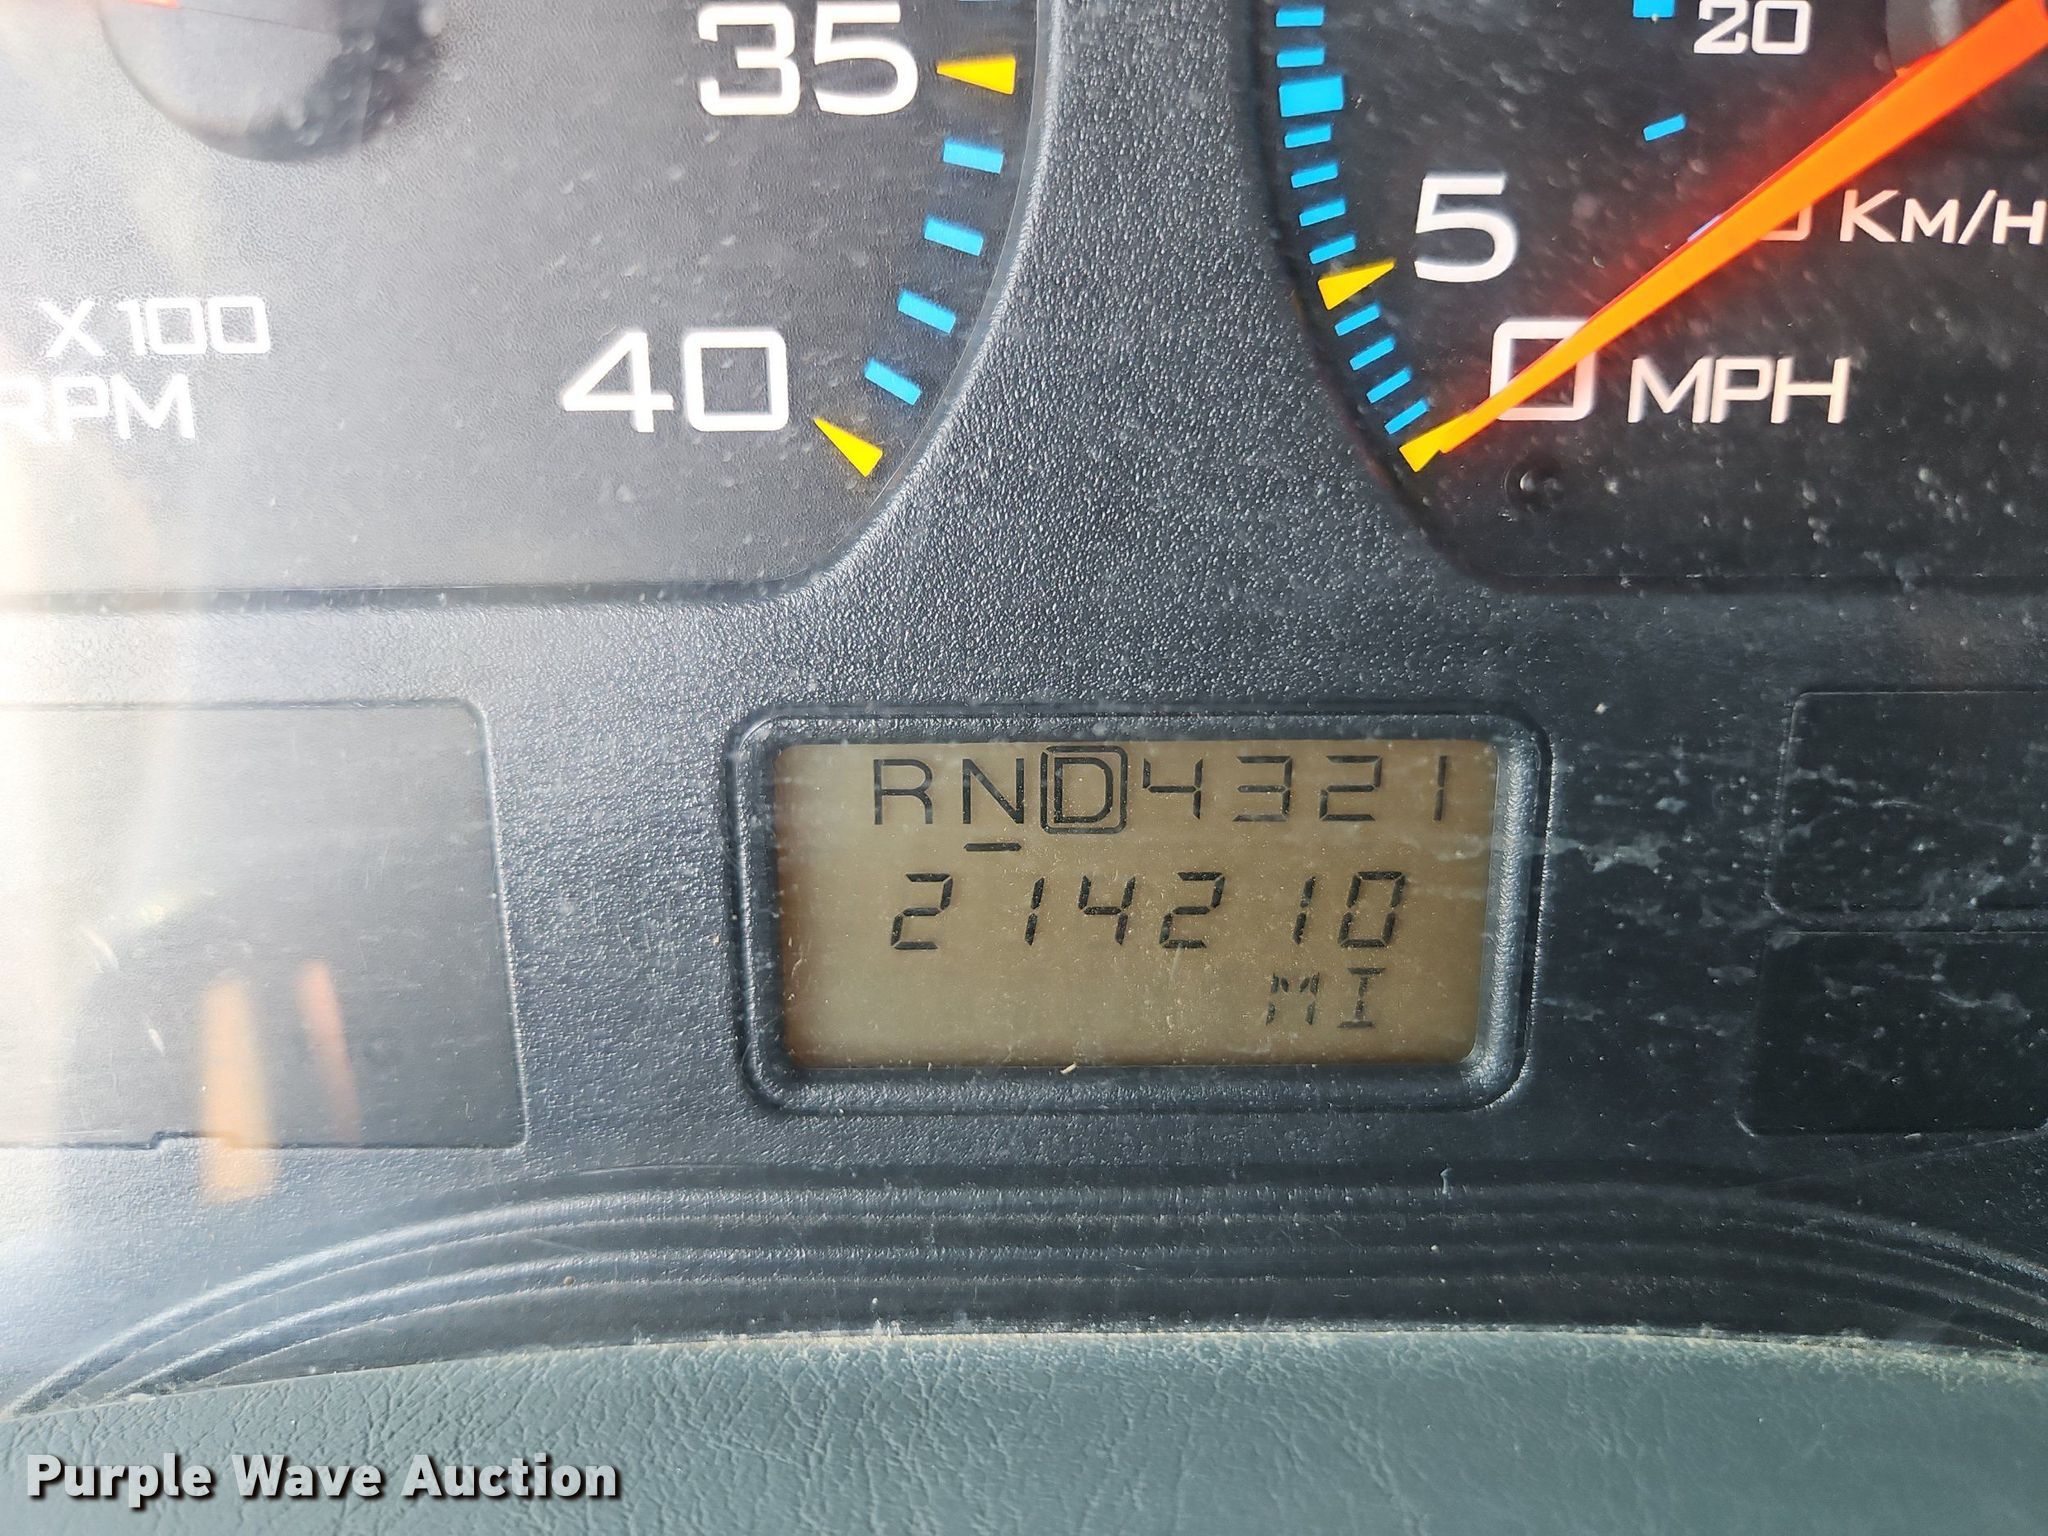 35
20
5
KM/H
X100
RPM
40
0 MPH
RND4321
214210
MI
Purple Wave Auction